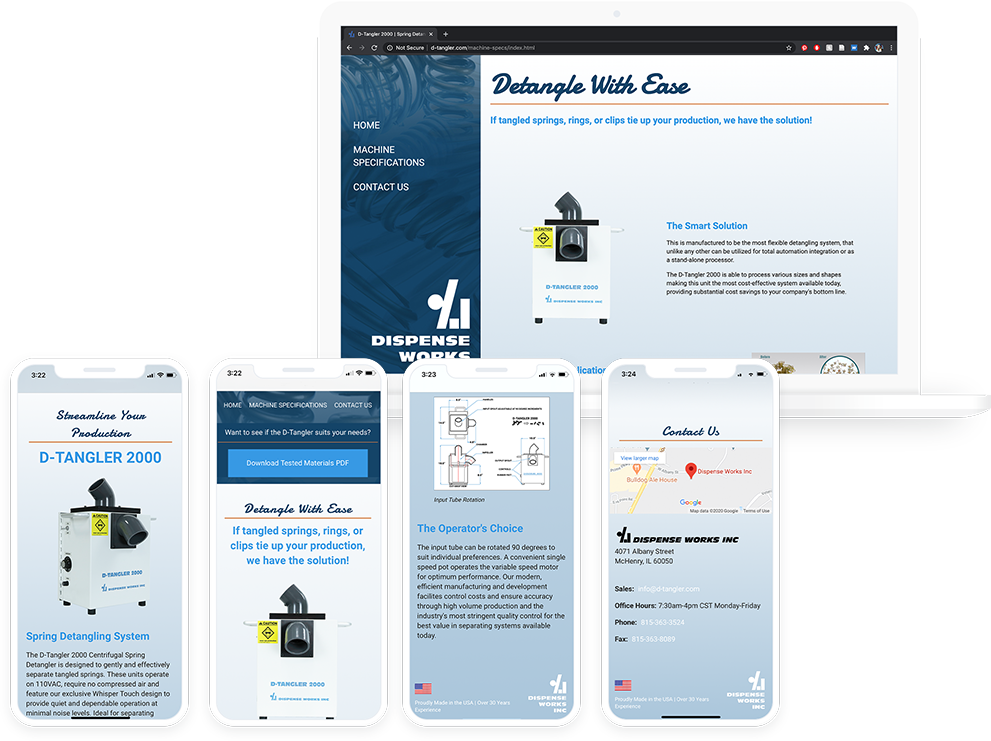 D-Tangler 2000 | Spring Detan
Not Secure | d-tangler.com/machine-specs/index.html
HOME
MACHINE
SPECIFICATIONS
CONTACT US
DISPENSE
WORKS
Detangle With Ease
If tangled springs, rings, or clips tie up your production, we have the solution!
CAUTION
D-TANGLER 2000
DISPENSE WORKS INC
The Smart Solution
This is manufactured to be the most flexible detangling system, that
unlike any other can be utilized for total automation integration or as
a stand-alone processor.
The D-Tangler 2000 is able to process various sizes and shapes
making this unit the most cost-effective system available today,
providing substantial cost savings to your company's bottom line.
Before
After
3:22
Streamline Your
Production
D-TANGLER 2000
CAUTION
D-TANGLER 2000
DISPENSE WORKS INC
Spring Detangling System
The D-Tangler 2000 Centrifugal Spring
Detangler is designed to gently and effectively
separate tangled springs. These units operate
on 110VAC, require no compressed air and
feature our exclusive Whisper Touch design to
provide quiet and dependable operation at
minimal noise levels. Ideal for separating
3:22
HOME MACHINE SPECIFICATIONS CONTACT US
Want to see if the D-Tangler suits your needs?
Download Tested Materials PDF
Detangle With Ease
If tangled springs, rings, or
clips tie up your production,
we have the solution!
CAUTION
D-TANGLER 2000
DISPENSE WORKS INC
3:23
D-TANGLER 2000
Input Tube Rotation
The Operator's Choice
The input tube can be rotated 90 degrees to
suit individual preferences. A convenient single
speed pot operates the variable speed motor
for optimum performance. Our modern,
efficient manufacturing and development
facilites control costs and ensure accuracy
through high volume production and the
industry's most stringent quality control for the
best value in separating systems available
today.
Proudly Made in the USA | Over 30 Years
Experience
DISPENSE
WORKS
INC
3:24
Contact Us
View larger map
Bulldog Ale House
Dispense Works Inc
Google
Map data ©2020 Google Terms of Use
DISPENSE WORKS INC
4071 Albany Street
McHenry, IL 60050
Sales: info@d-tangler.com
Office Hours: 7:30am-4pm CST Monday-Friday
Phone: 815-363-3524
Fax: 815-363-8089
Proudly Made in the USA | Over 30 Years
Experience
DISPENSE
WORKS
INC